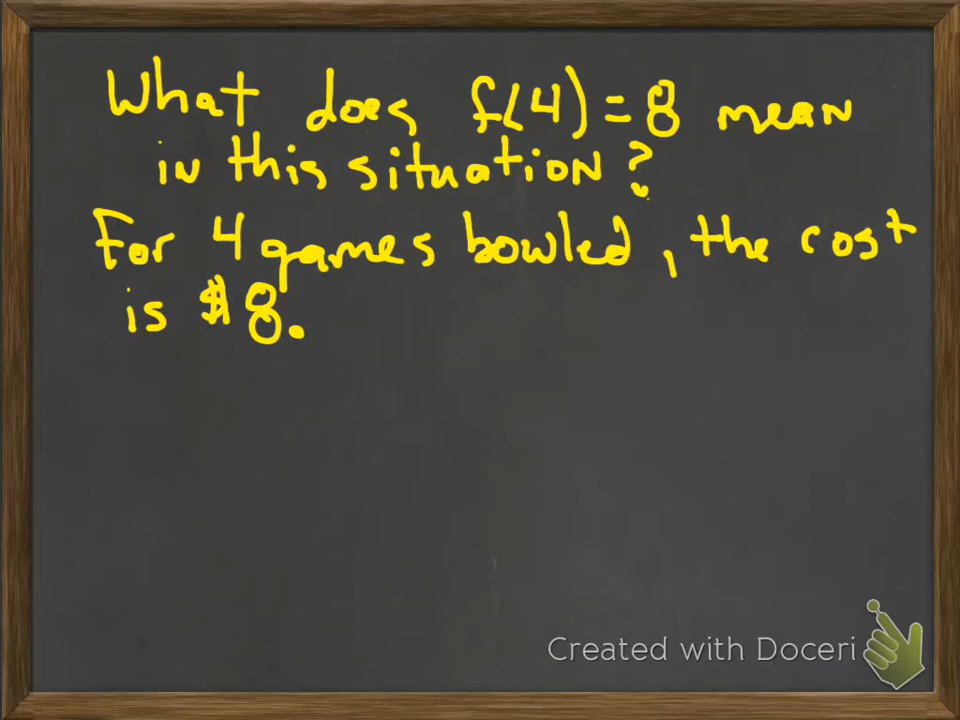 What does f(4) = 8 mean
in this situation?
For 4 games bowled, the cost
is $8.
Created with Doceri